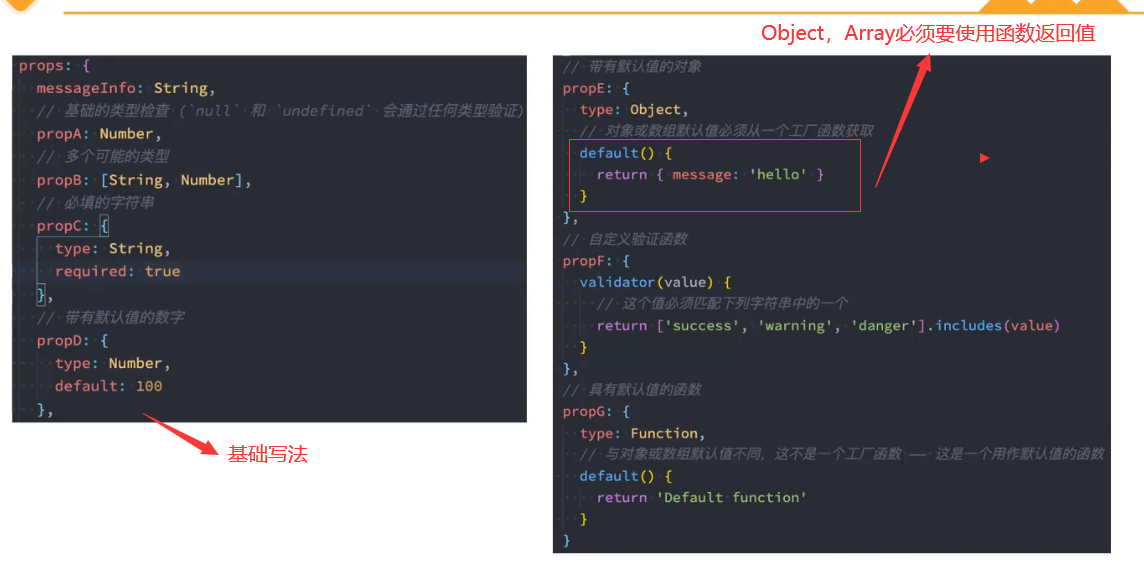 Object，Array必须要使用函数返回值
props: {
messageInfo: String,
// 基础的类型检查 (`null` 和 `undefined` 会通过任何类型验证)
propA: Number,
// 多个可能的类型
propB: [String, Number],
// 必填的字符串
propC: {
type: String,
required: true
},
// 带有默认值的数字
propD: {
type: Number,
default: 100
},
基础写法
// 带有默认值的对象
propE: {
type: Object,
// 对象或数组默认值必须从一个工厂函数获取
default() {
return { message: 'hello' }
}
},
// 自定义验证函数
propF: {
validator(value) {
// 这个值必须匹配下列字符串中的一个
return ['success', 'warning', 'danger'].includes(value)
}
},
// 具有默认值的函数
propG: {
type: Function,
// 与对象或数组默认值不同，这不是一个工厂函数 —— 这是一个用作默认值的函数
default() {
return 'Default function'
}
}